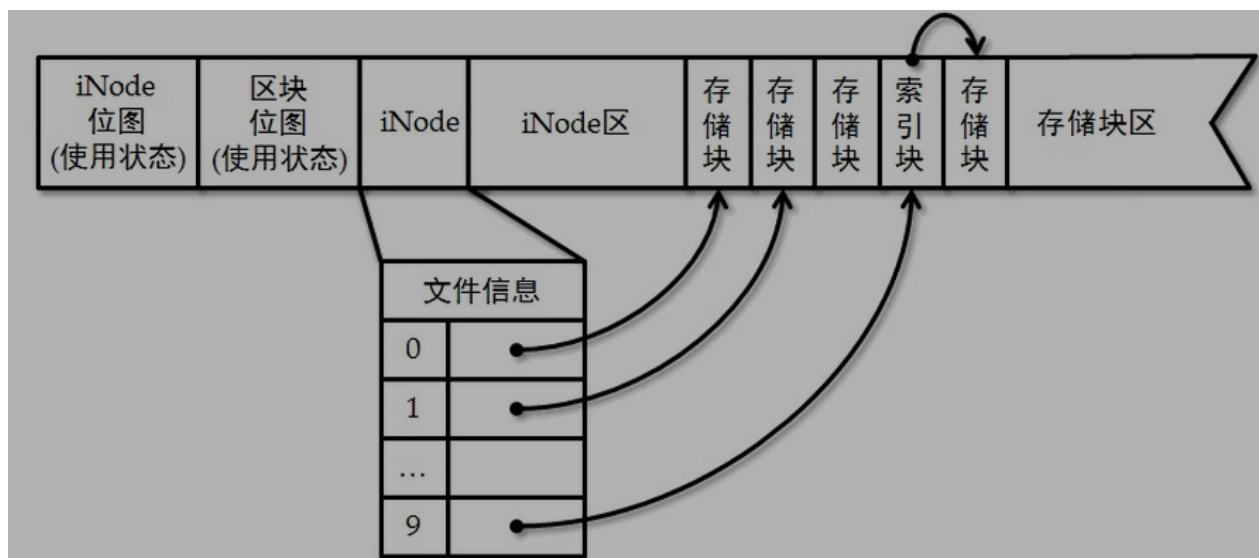 iNode
位图
(使用状态)
区块
位图
(使用状态)
iNode
iNode区
存储块
存储块
存储块
索引块
存储块
存储块区
文件信息
0
1
...
9